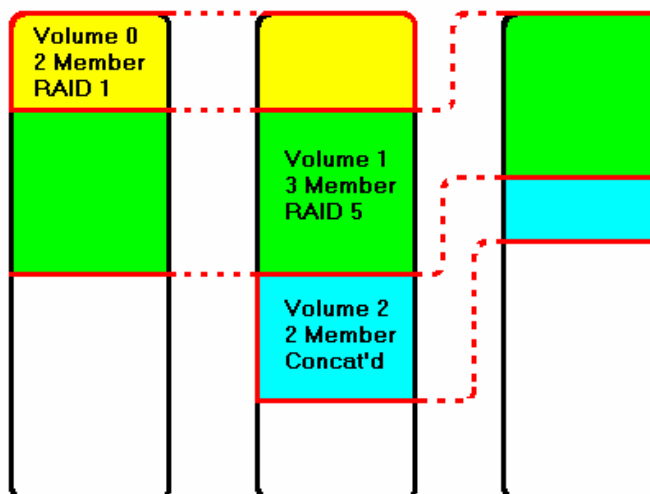 Volume 0
2 Member
RAID 1
Volume 1
3 Member
RAID 5
Volume 2
2 Member
Concat'd